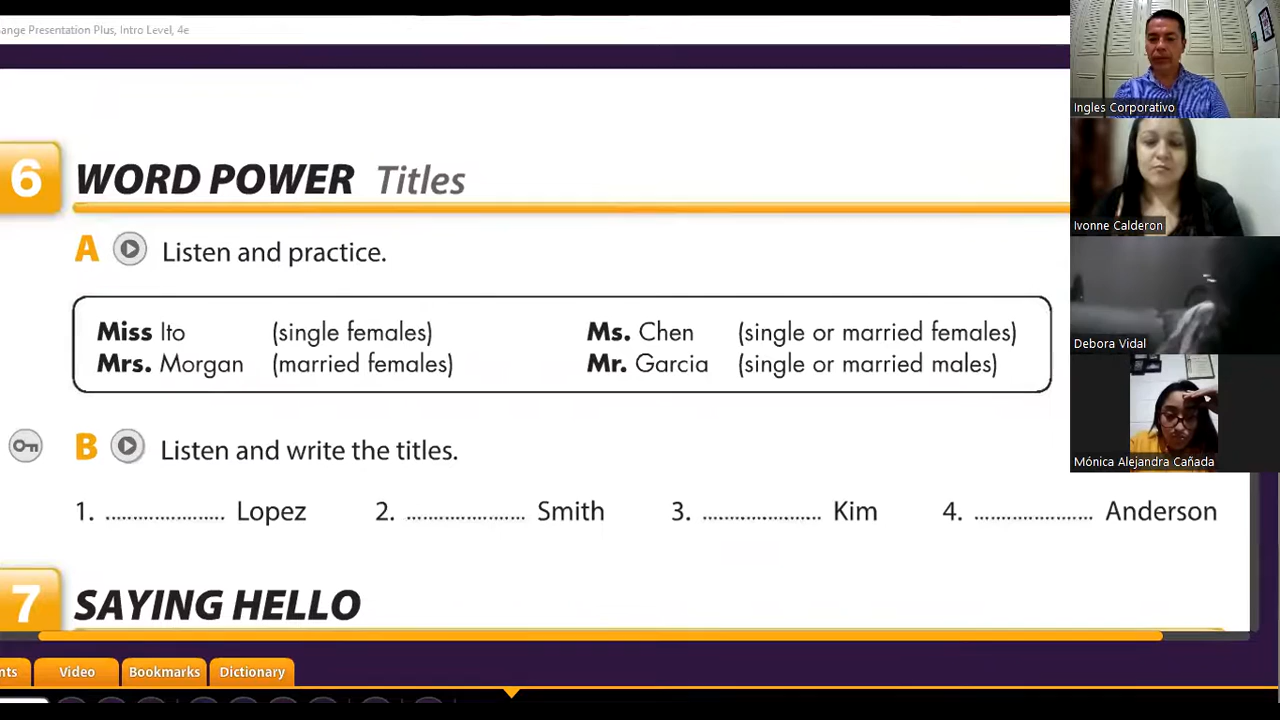 ange Presentation Plus, Intro Level, 4e
6 WORD POWER Titles
A Listen and practice.
Miss Ito (single females) Ms. Chen (single or married females)
Mrs. Morgan (married females) Mr. Garcia (single or married males)
B Listen and write the titles.
1. ...................... Lopez 2. ...................... Smith 3. ...................... Kim 4. ...................... Anderson
7 SAYING HELLO
nts Video Bookmarks Dictionary
Ingles Corporativo
Ivonne Calderon
Debora Vidal
Mónica Alejandra Cañada